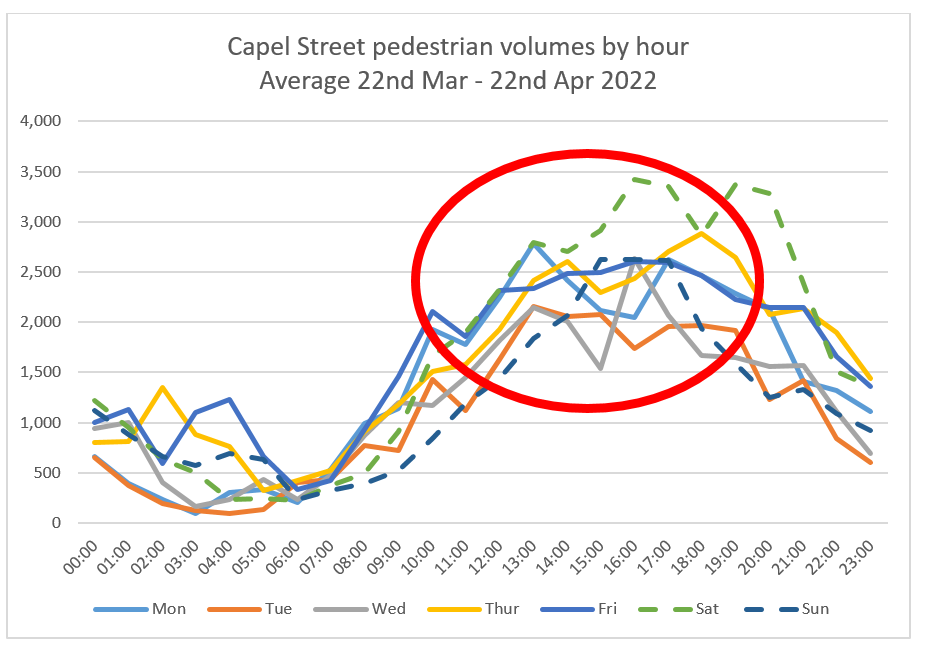 Capel Street pedestrian volumes by hour
Average 22nd Mar - 22nd Apr 2022
4,000
3,500
3,000
2,500
2,000
1,500
1,000
500
0
00:00 01:00 02:00 03:00 04:00 05:00 06:00 07:00 08:00 09:00 10:00 11:00 12:00 13:00 14:00 15:00 16:00 17:00 18:00 19:00 20:00 21:00 22:00 23:00
Mon Tue Wed Thur Fri Sat Sun